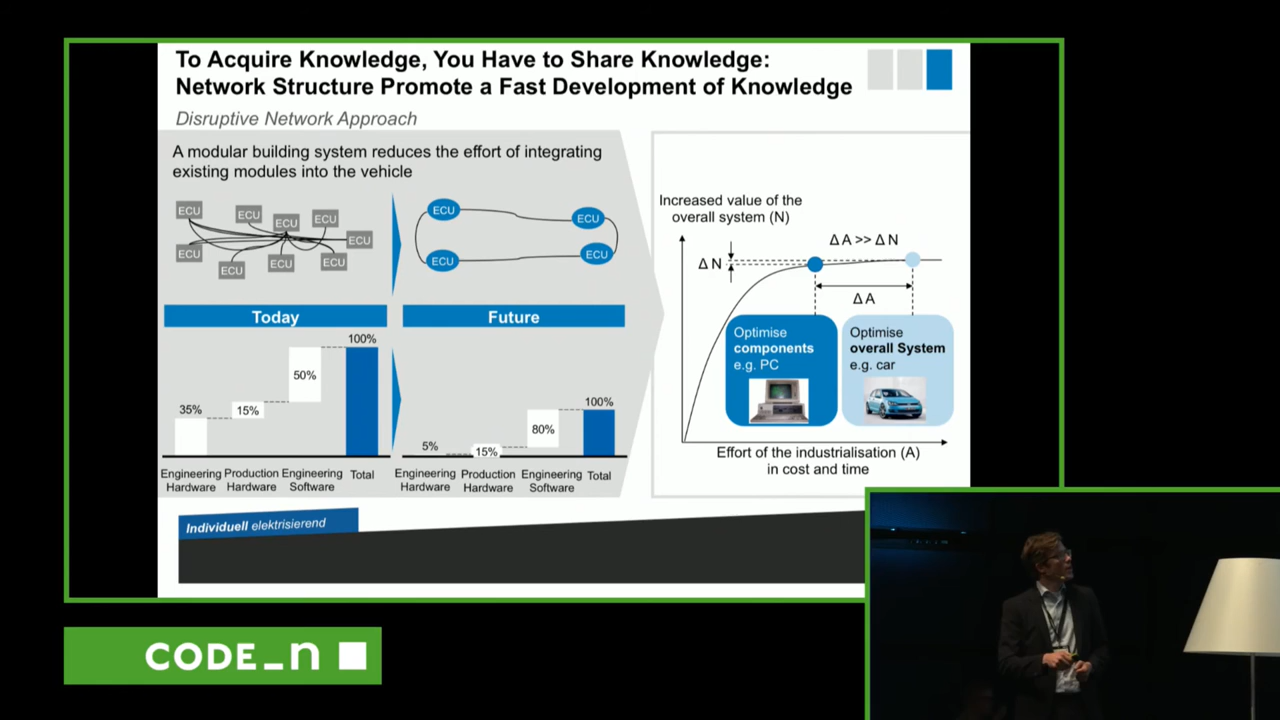 To Acquire Knowledge, You Have to Share Knowledge:
Network Structure Promote a Fast Development of Knowledge
Disruptive Network Approach
A modular building system reduces the effort of integrating
existing modules into the vehicle
ECU
ECU
ECU
ECU
ECU
ECU
ECU
ECU
ECU
ECU
ECU
ECU
ECU
Today
Future
100%
50%
35%
15%
Engineering
Hardware
Production
Hardware
Engineering
Software
Total
100%
80%
5%
15%
Engineering
Hardware
Production
Hardware
Engineering
Software
Total
Increased value of the
overall system (N)
Δ A >> Δ N
Δ N
Δ A
Optimise
components
e.g. PC
Optimise
overall System
e.g. car
Effort of the industrialisation (A)
in cost and time
Individuell elektrisierend
CODE_n